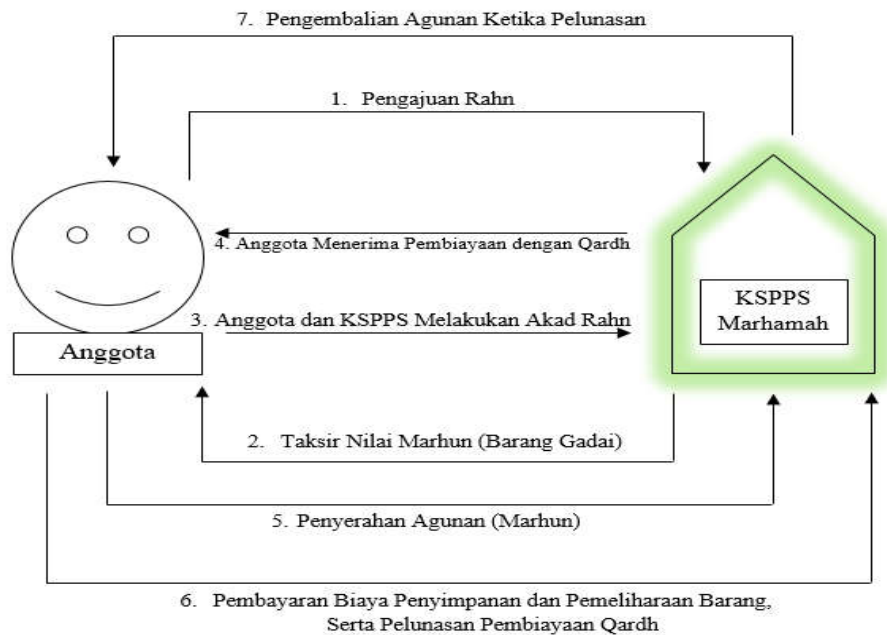 7. Pengembalian Agunan Ketika Pelunasan
1. Pengajuan Rahn
4. Anggota Menerima Pembiayaan dengan Qardh
KSPPS
Marhamah
3. Anggota dan KSPPS Melakukan Akad Rahn
Anggota
2. Taksir Nilai Marhun (Barang Gadai)
5. Penyerahan Agunan (Marhun)
6. Pembayaran Biaya Penyimpanan dan Pemeliharaan Barang,
Serta Pelunasan Pembiayaan Qardh